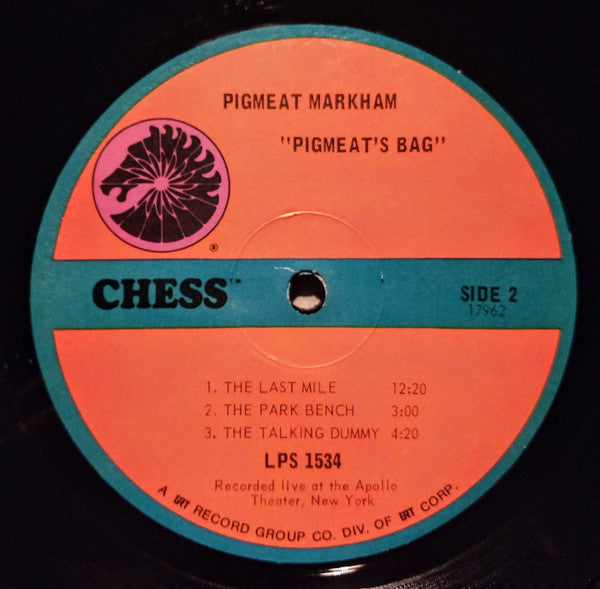 PIGMEAT MARKHAM
"PIGMEAT'S BAG"
®
CHESS™
SIDE 2
17962
1. THE LAST MILE 12:20
2. THE PARK BENCH 3:00
3. THE TALKING DUMMY 4:20
LPS 1534
Recorded live at the Apollo
Theater, New York
A GRT RECORD GROUP CO. DIV. OF GRT CORP.